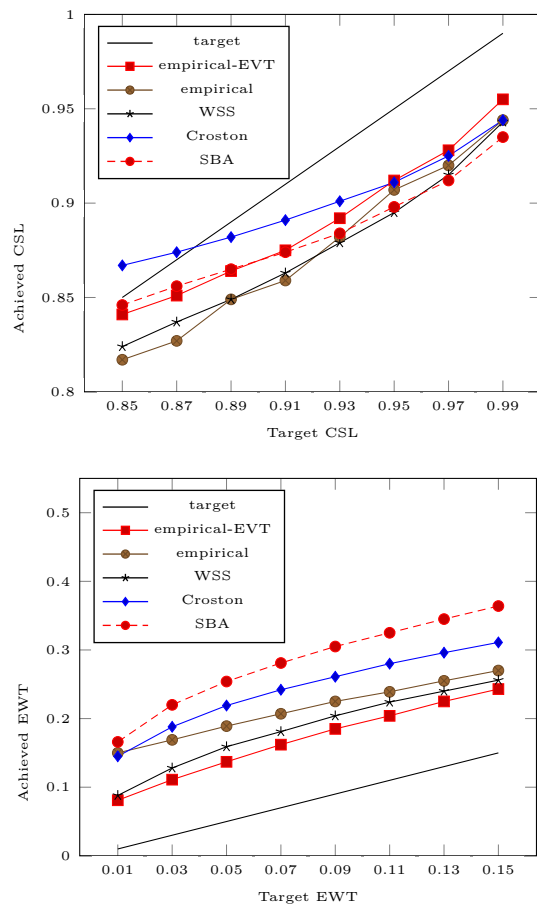 1
0.95
0.9
0.85
0.8
Achieved CSL
target
empirical-EVT
empirical
WSS
Croston
SBA
0.85 0.87 0.89 0.91 0.93 0.95 0.97 0.99
Target CSL
0.5
0.4
0.3
0.2
0.1
0
Achieved EWT
target
empirical-EVT
empirical
WSS
Croston
SBA
0.01 0.03 0.05 0.07 0.09 0.11 0.13 0.15
Target EWT